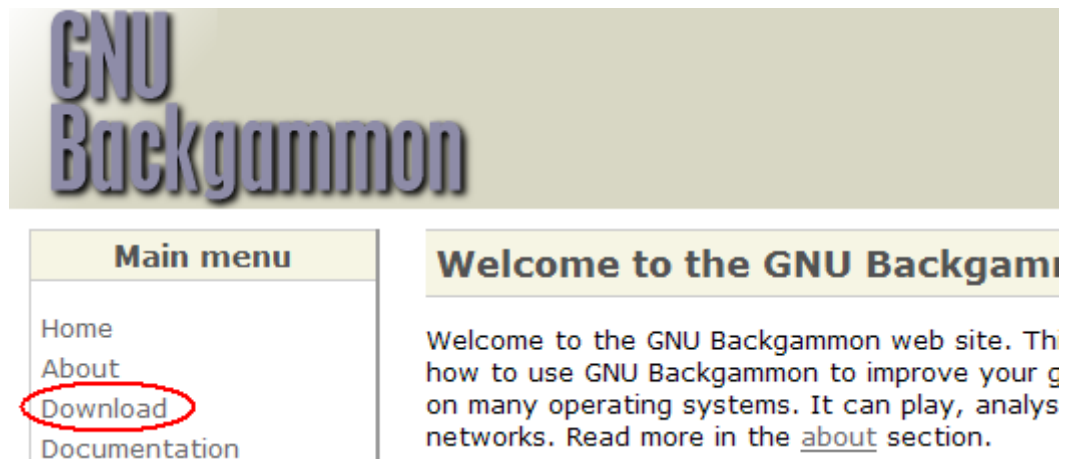 GNU
Backgammon
Main menu
Home
About
Download
Documentation
Welcome to the GNU Backgam
Welcome to the GNU Backgammon web site. Thi
how to use GNU Backgammon to improve your g
on many operating systems. It can play, analys
networks. Read more in the about section.